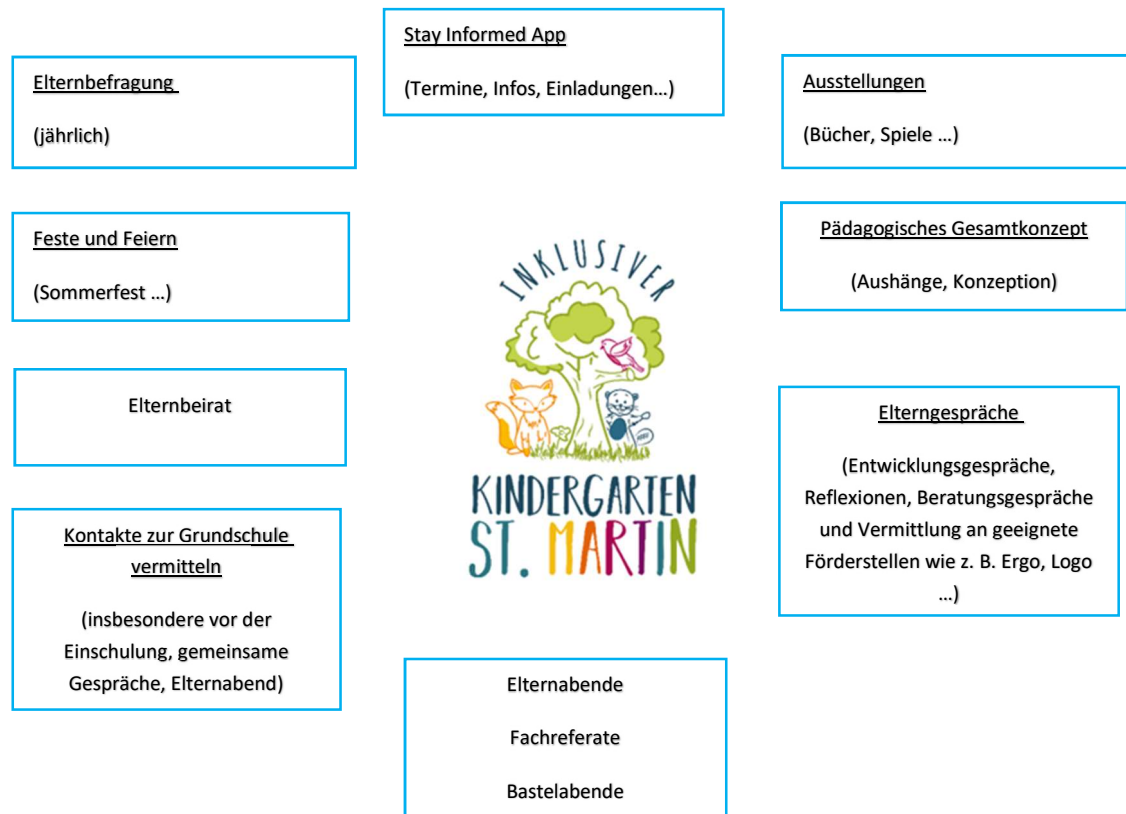 Stay Informed App
(Termine, Infos, Einladungen…)
Elternbefragung
(jährlich)
Ausstellungen
(Bücher, Spiele …)
Feste und Feiern
(Sommerfest …)
Pädagogisches Gesamtkonzept
(Aushänge, Konzeption)
INKLUSIVER
KINDERGARTEN
ST. MARTIN
Elternbeirat
Elterngespräche
(Entwicklungsgespräche,
Reflexionen, Beratungsgespräche
und Vermittlung an geeignete
Förderstellen wie z. B. Ergo, Logo
…)
Kontakte zur Grundschule
vermitteln
(insbesondere vor der
Einschulung, gemeinsame
Gespräche, Elternabend)
Elternabende
Fachreferate
Bastelabende